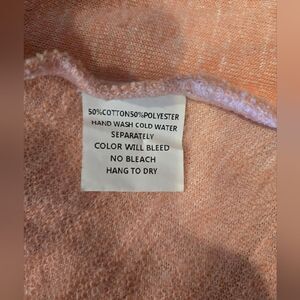 50%COTTON50%POLYESTER
HAND WASH COLD WATER
SEPARATELY
COLOR WILL BLEED
NO BLEACH
HANG TO DRY